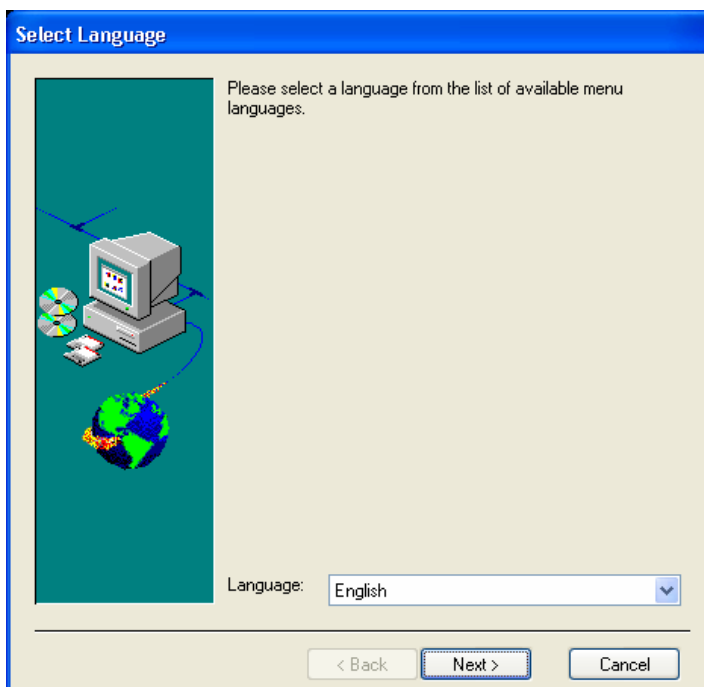 Select Language
Please select a language from the list of available menu
languages.
Language:
English
< Back
Next >
Cancel